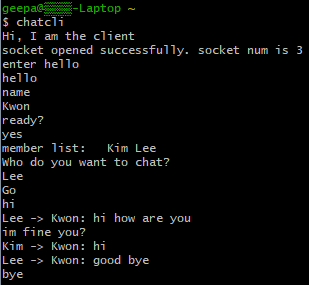 geepa@▒▒▒▒-Laptop ~
$ chatcli
Hi, I am the client
socket opened successfully. socket num is 3
enter hello
hello
name
Kwon
ready?
yes
member list:   Kim Lee
Who do you want to chat?
Lee
Go
hi
Lee -> Kwon: hi how are you
im fine you?
Kim -> Kwon: hi
Lee -> Kwon: good bye
bye